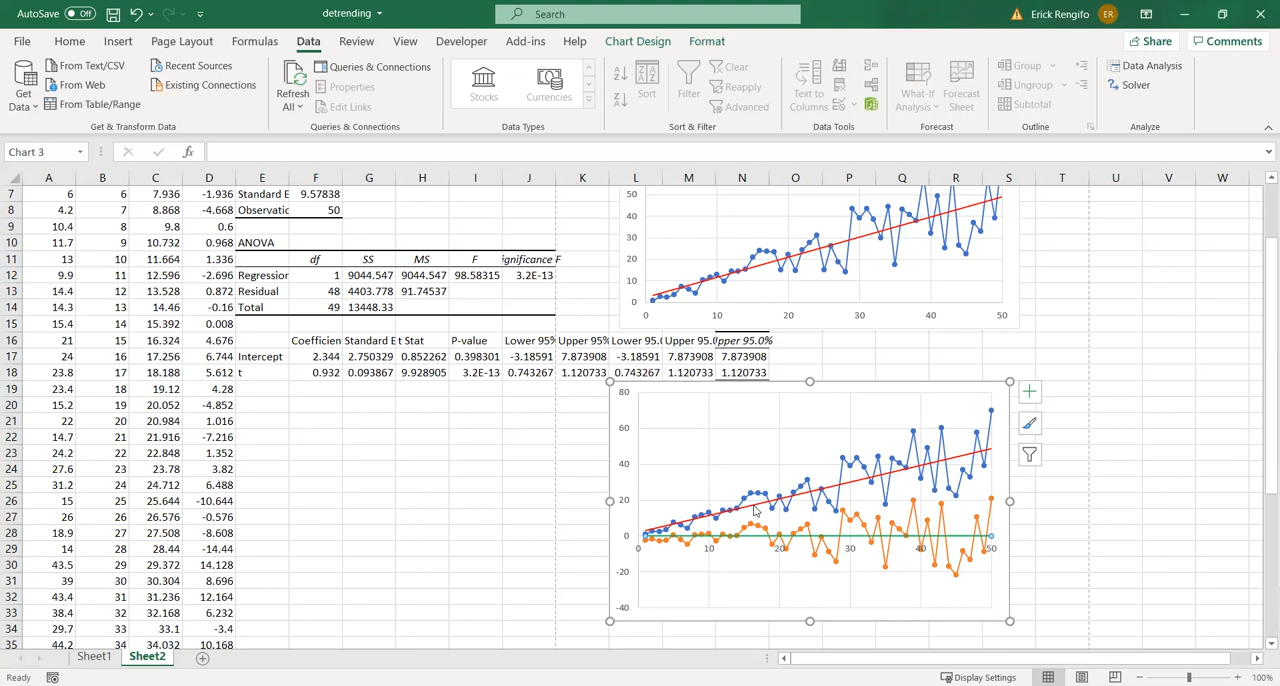 AutoSave Off detrending Search Erick Rengifo ER
File Home Insert Page Layout Formulas Data Review View Developer Add-ins Help Chart Design Format Share Comments
Get Data
From Text/CSV
From Web
From Table/Range
Recent Sources
Existing Connections
Get & Transform Data
Refresh All
Queries & Connections
Properties
Edit Links
Queries & Connections
Stocks Currencies
Data Types
Sort Filter
Clear
Reapply
Advanced
Sort & Filter
Text to Columns
Data Tools
What-If Analysis
Forecast Sheet
Forecast
Group
Ungroup
Subtotal
Outline
Data Analysis
Solver
Analyze
Chart 3 fx
A B C D E F G H I J K L M N O P Q R S T U V W
7 6 6 7.936 -1.936 Standard E 9.57838
8 4.2 7 8.868 -4.668 Observatio 50
9 10.4 8 9.8 0.6
10 11.7 9 10.732 0.968 ANOVA
11 13 10 11.664 1.336 df SS MS F ignificance F
12 9.9 11 12.596 -2.696 Regression 1 9044.547 9044.547 98.58315 3.2E-13
13 14.4 12 13.528 0.872 Residual 48 4403.778 91.74537
14 14.3 13 14.46 -0.16 Total 49 13448.33
15 15.4 14 15.392 0.008
16 21 15 16.324 4.676 Coefficien Standard E t Stat P-value Lower 95% Upper 95% Lower 95.0 Upper 95.0 pper 95.0%
17 24 16 17.256 6.744 Intercept 2.344 2.750329 0.852262 0.398301 -3.18591 7.873908 -3.18591 7.873908 7.873908
18 23.8 17 18.188 5.612 t 0.932 0.093867 9.928905 3.2E-13 0.743267 1.120733 0.743267 1.120733 1.120733
19 23.4 18 19.12 4.28
20 15.2 19 20.052 -4.852
21 22 20 20.984 1.016
22 14.7 21 21.916 -7.216
23 24.2 22 22.848 1.352
24 27.6 23 23.78 3.82
25 31.2 24 24.712 6.488
26 15 25 25.644 -10.644
27 26 26 26.576 -0.576
28 18.9 27 27.508 -8.608
29 14 28 28.44 -14.44
30 43.5 29 29.372 14.128
31 39 30 30.304 8.696
32 43.4 31 31.236 12.164
33 38.4 32 32.168 6.232
34 29.7 33 33.1 -3.4
35 44.2 34 34.032 10.168
50
40
30
20
10
0
0 10 20 30 40 50
80
60
40
20
0
0 10 20 30 40 50
-20
-40
Sheet1 Sheet2
Ready Display Settings 100%